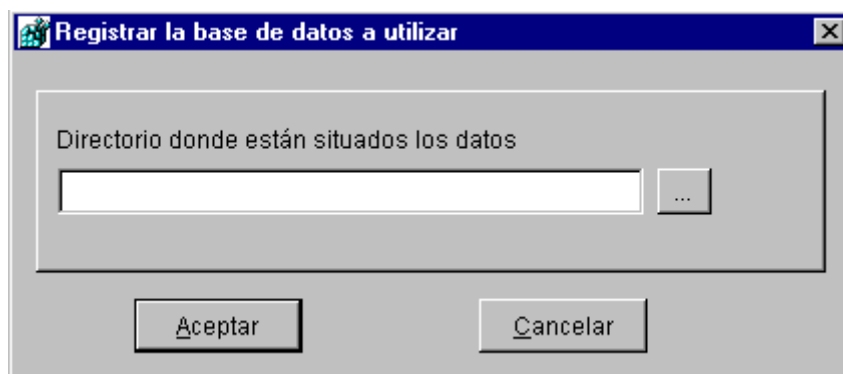 Registrar la base de datos a utilizar
Directorio donde están situados los datos
...
Aceptar
Cancelar